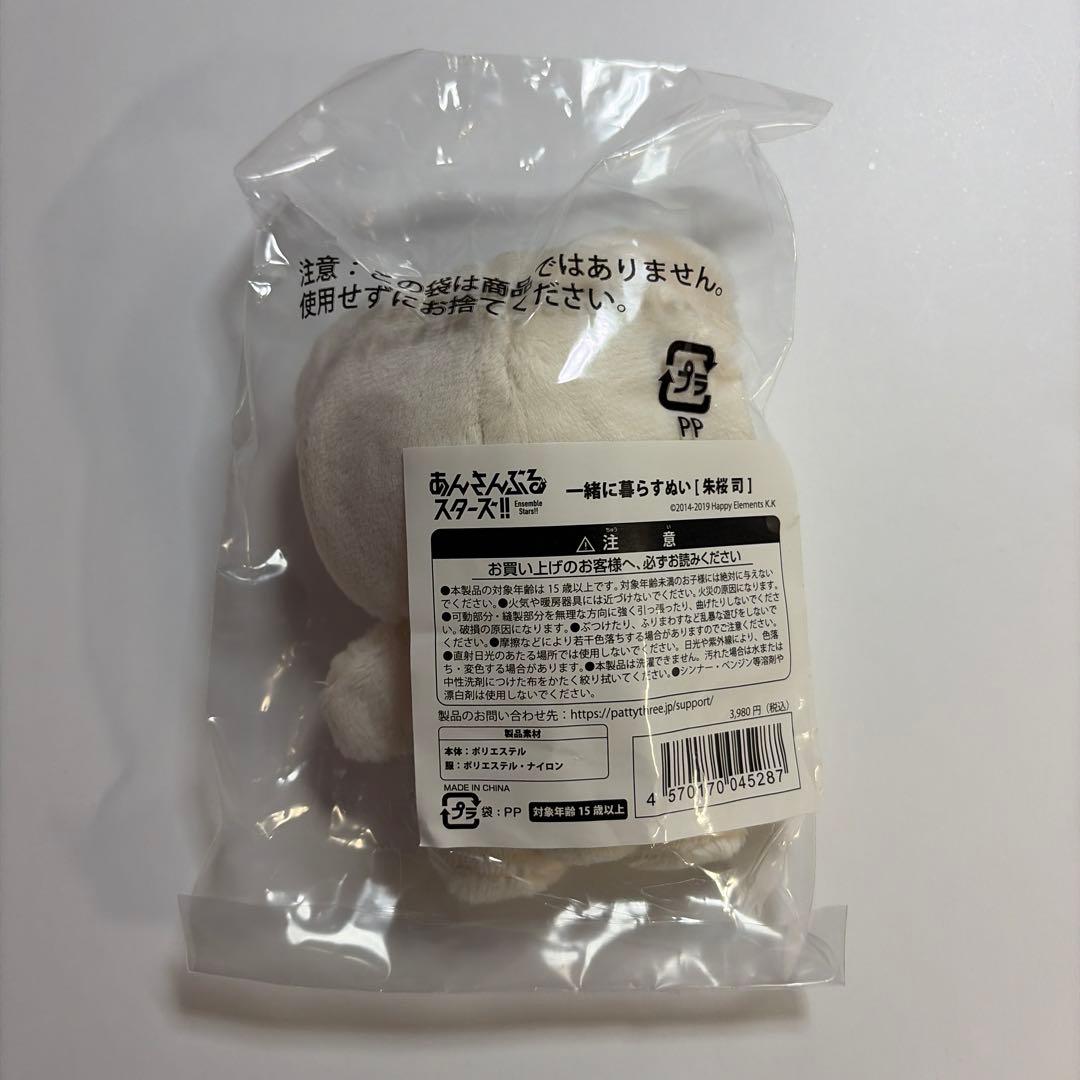 注意：この袋は商品ではありません。
使用せずにお捨てください。
プラ
PP
あんさんぶる
スターズ!!
Ensemble
Stars!!
一緒に暮らすぬい [ 朱桜 司 ]
©2014-2019 Happy Elements K.K
ちゅう い
⚠ 注 意
お買い上げのお客様へ、必ずお読みください
●本製品の対象年齢は 15 歳以上です。対象年齢未満のお子様には絶対に与えない
でください。●火気や暖房器具には近づけないでください。火災の原因になります。
●可動部分・縫製部分を無理な方向に強く引っ張ったり、曲げたりしないでくださ
い。破損の原因になります。●ぶつけたり、ふりまわすなど乱暴な遊びをしないで
ください。●摩擦などにより若干色落ちする場合がありますのでご注意ください。
●直射日光のあたる場所では使用しないでください。日光や紫外線により、色落
ち・変色する場合があります。●本製品は洗濯できません。汚れた場合は水または
中性洗剤につけた布をかたく絞り拭いてください。●シンナー・ベンジン等溶剤や
漂白剤は使用しないでください。
製品のお問い合わせ先：https://pattythree.jp/support/
3,980 円（税込）
製品素材
本体：ポリエステル
服：ポリエステル・ナイロン
MADE IN CHINA
プラ 袋：PP
対象年齢 15 歳以上
4 570170 045287